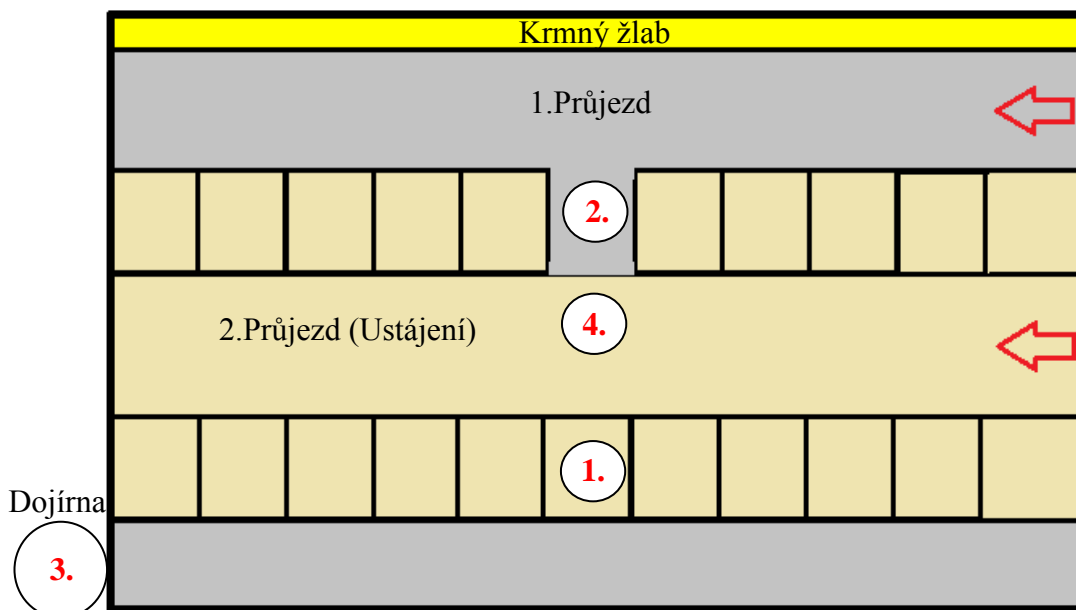 Krmný žlab
1.Průjezd
2.
2.Průjezd (Ustájení)
4.
1.
Dojírna
3.